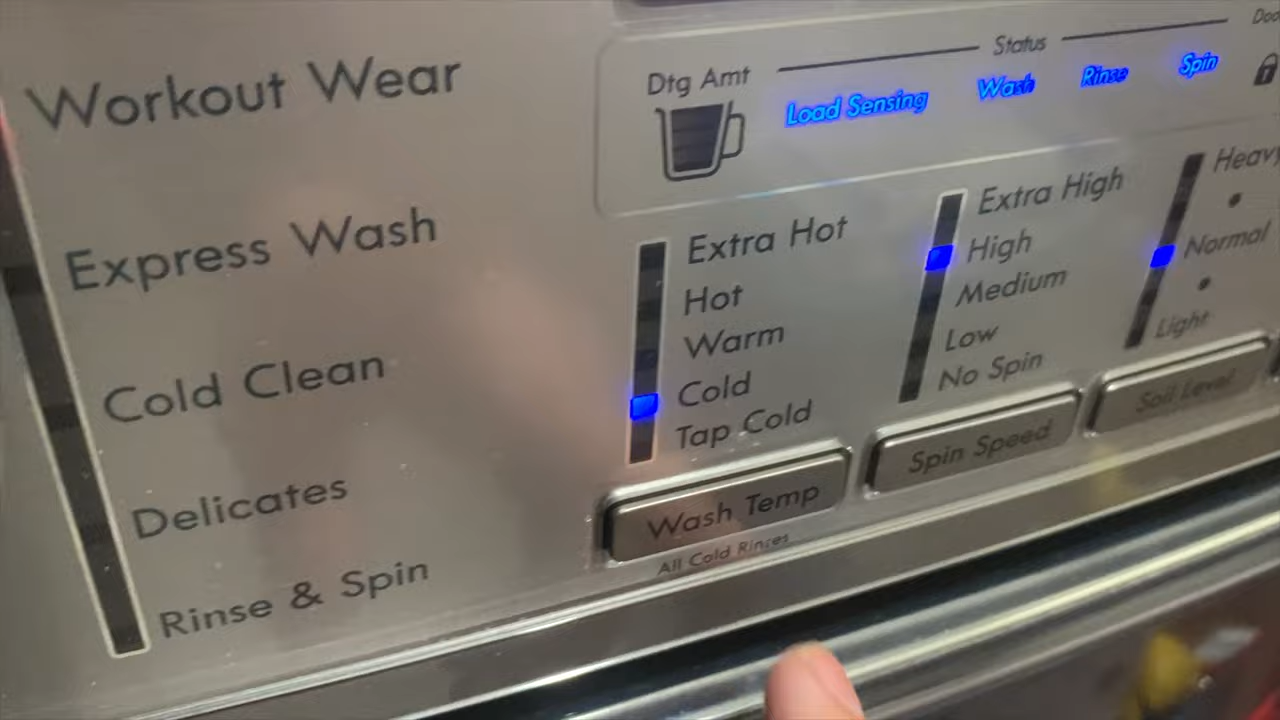 Workout Wear
Express Wash
Cold Clean
Delicates
Rinse & Spin
Status
Dtg Amt
Load Sensing
Wash
Rinse
Spin
Extra Hot
Hot
Warm
Cold
Tap Cold
Wash Temp
All Cold Rinses
Extra High
High
Medium
Low
No Spin
Spin Speed
Heavy
Normal
Light
Soil Level